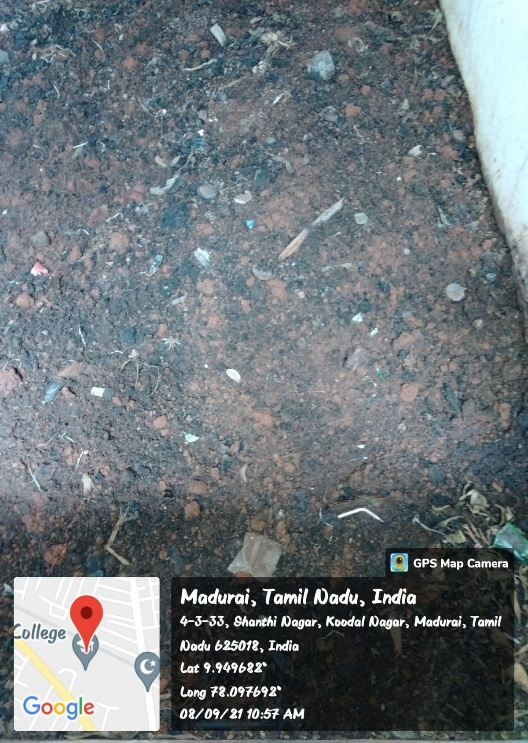 GPS Map Camera
Madurai, Tamil Nadu, India
4-3-33, Shanthi Nagar, Koodal Nagar, Madurai, Tamil
Nadu 625018, India
Lat 9.949682°
Long 78.097692°
08/09/21 10:57 AM
College
Google